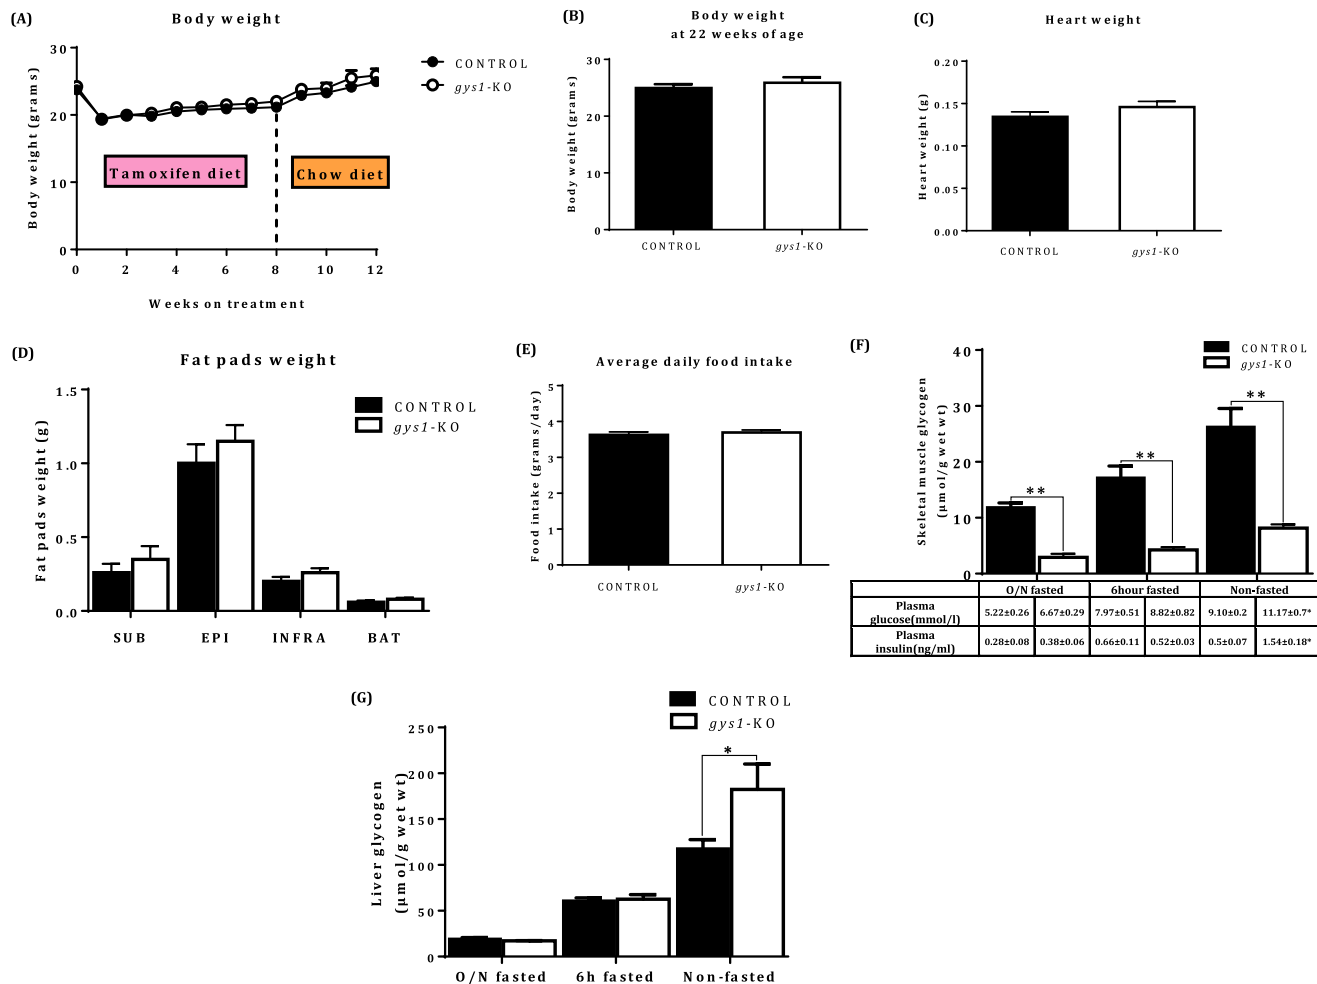 (A)
Body weight
Body weight (grams)
30
20
10
0
0 2 4 6 8 10 12
Weeks on treatment
Tamoxifen diet
Chow diet
CONTROL
gys1-KO
(B)
Body weight
at 22 weeks of age
Body weight (grams)
30
20
10
0
CONTROL gys1-KO
(C)
Heart weight
Heart weight (g)
0.20
0.15
0.10
0.05
0.00
CONTROL gys1-KO
(D)
Fat pads weight
Fat pads weight (g)
1.5
1.0
0.5
0.0
SUB EPI INFRA BAT
CONTROL
gys1-KO
(E)
Average daily food intake
Food intake (grams/day)
5
4
3
2
1
0
CONTROL gys1-KO
(F)
Skeletal muscle glycogen
(μmol/g wet wt)
40
30
20
10
0
CONTROL
gys1-KO
** ** **
O/N fasted 6hour fasted Non-fasted
Plasma
glucose(mmol/l) 5.22±0.26 6.67±0.29 7.97±0.51 8.82±0.82 9.10±0.2 11.17±0.7*
Plasma
insulin(ng/ml) 0.28±0.08 0.38±0.06 0.66±0.11 0.52±0.03 0.5±0.07 1.54±0.18*
(G)
CONTROL
gys1-KO
Liver glycogen
(μmol/g wet wt)
250
200
150
100
50
0
*
O/N fasted 6h fasted Non-fasted